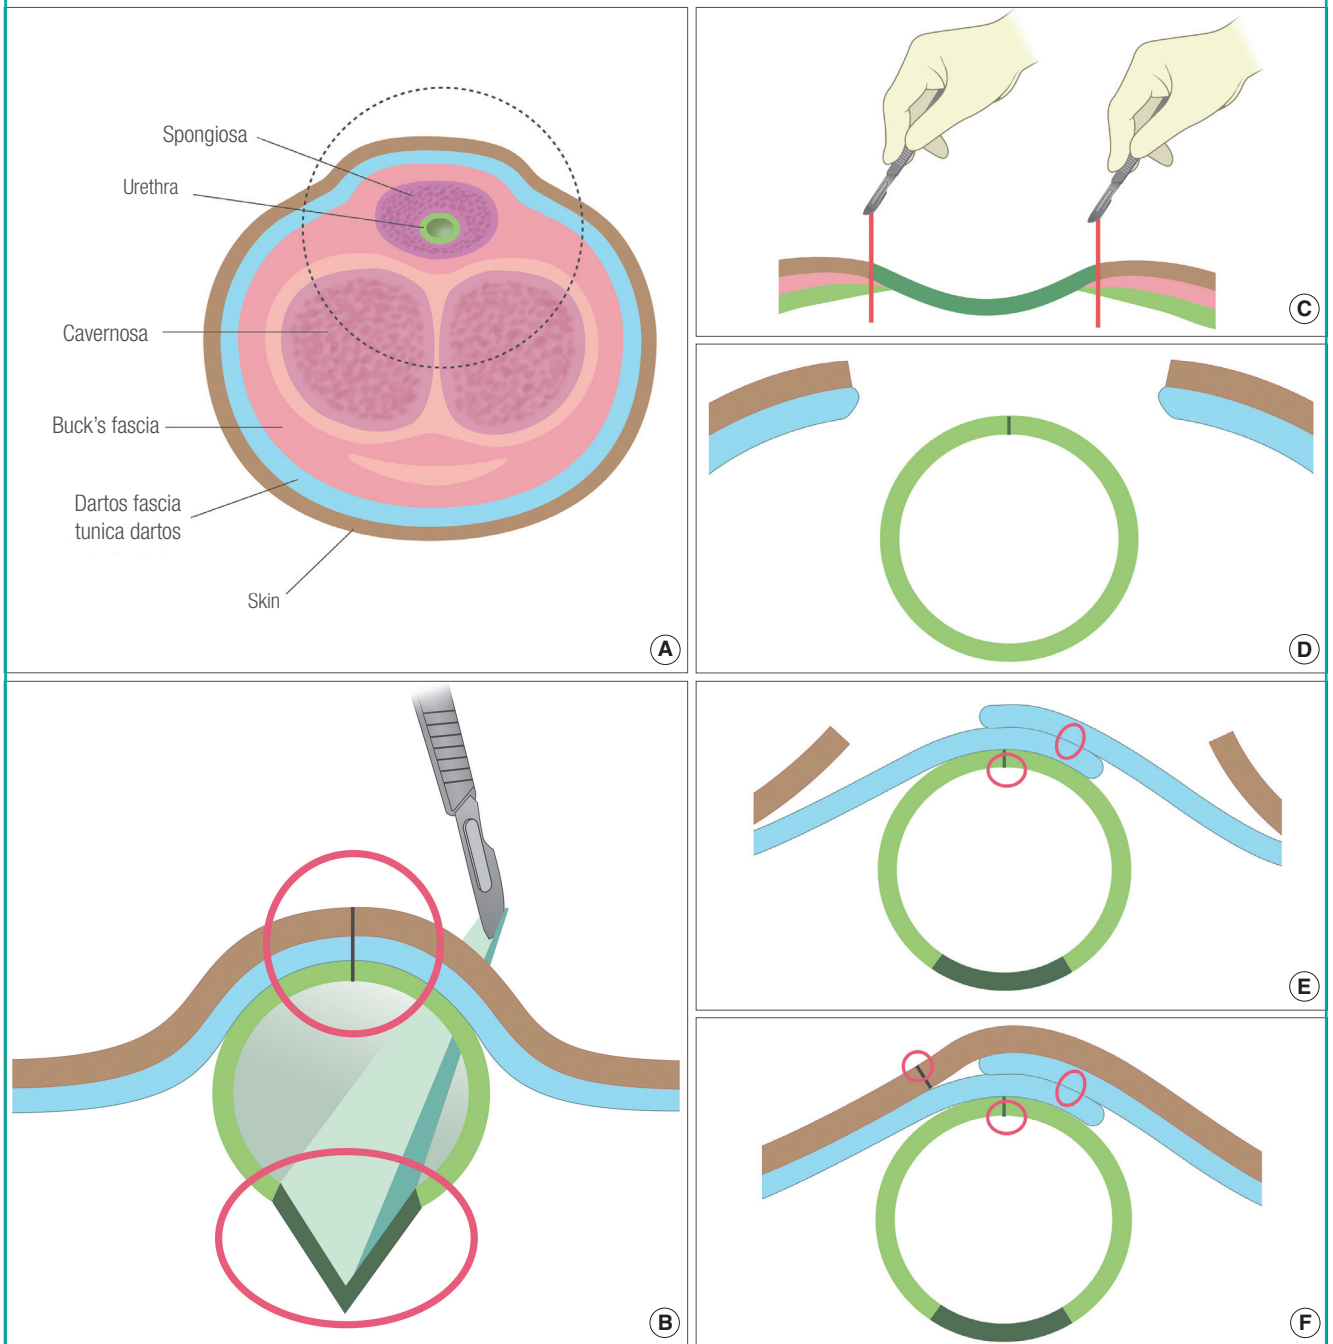 Spongiosa
Urethra
Cavernosa
Buck's fascia
Dartos fascia
tunica dartos
Skin
A
C
D
B
E
F